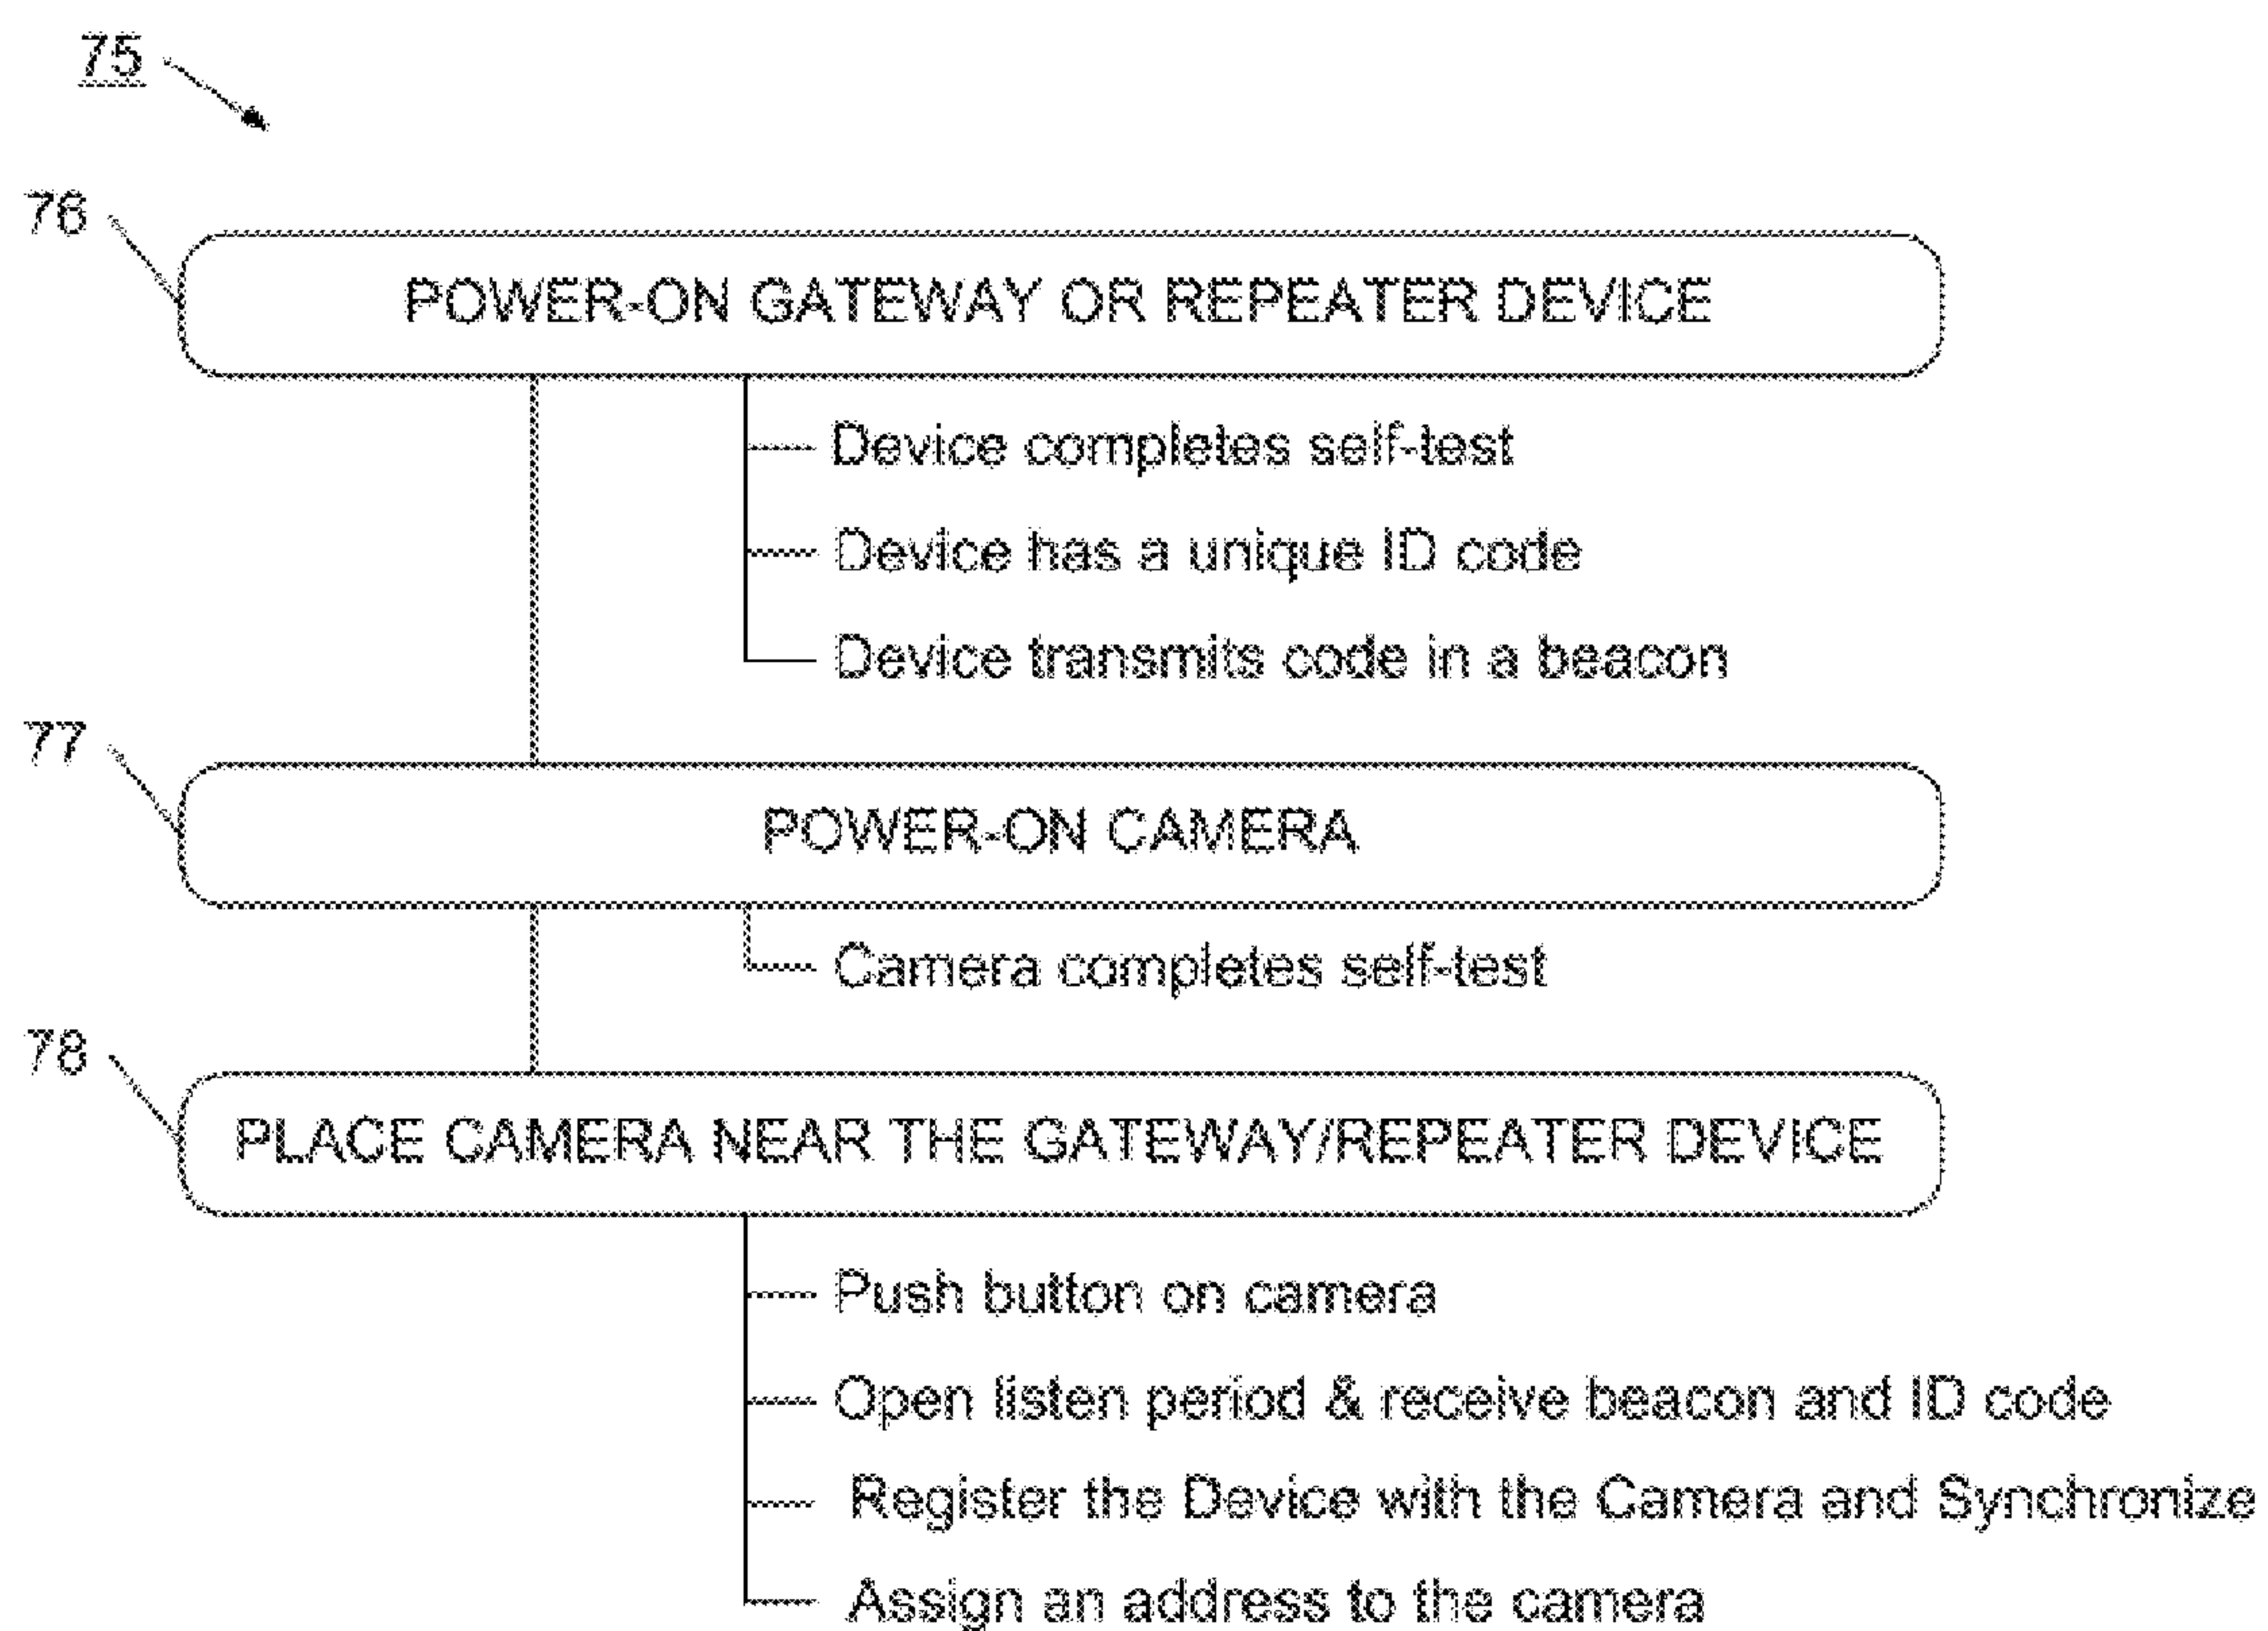 75
76
POWER-ON GATEWAY OR REPEATER DEVICE
Device completes self-test
Device has a unique ID code
Device transmits code in a beacon
77
POWER-ON CAMERA
Camera completes self-test
78
PLACE CAMERA NEAR THE GATEWAY/REPEATER DEVICE
Push button on camera
Open listen period & receive beacon and ID code
Register the Device with the Camera and Synchronize
Assign an address to the camera